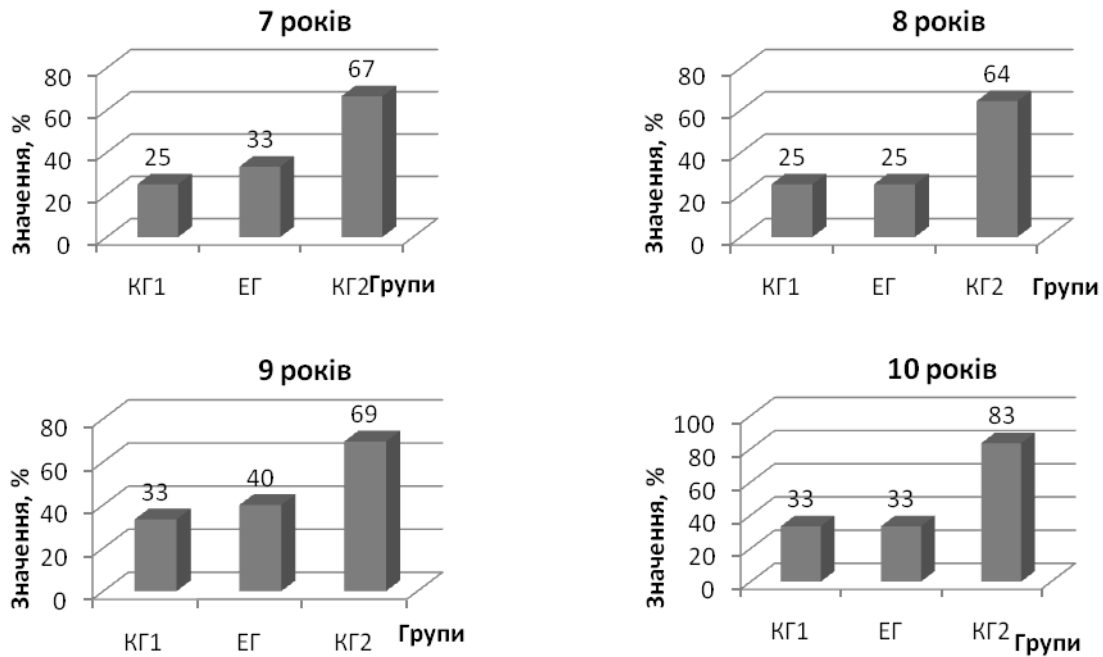 7 років
Значення, %
80
60
40
20
0
25
33
67
КГ1
ЕГ
КГ2
Групи
8 років
Значення, %
80
60
40
20
0
25
25
64
КГ1
ЕГ
КГ2
Групи
9 років
Значення, %
80
60
40
20
0
33
40
69
КГ1
ЕГ
КГ2
Групи
10 років
Значення, %
100
80
60
40
20
0
33
33
83
КГ1
ЕГ
КГ2
Групи